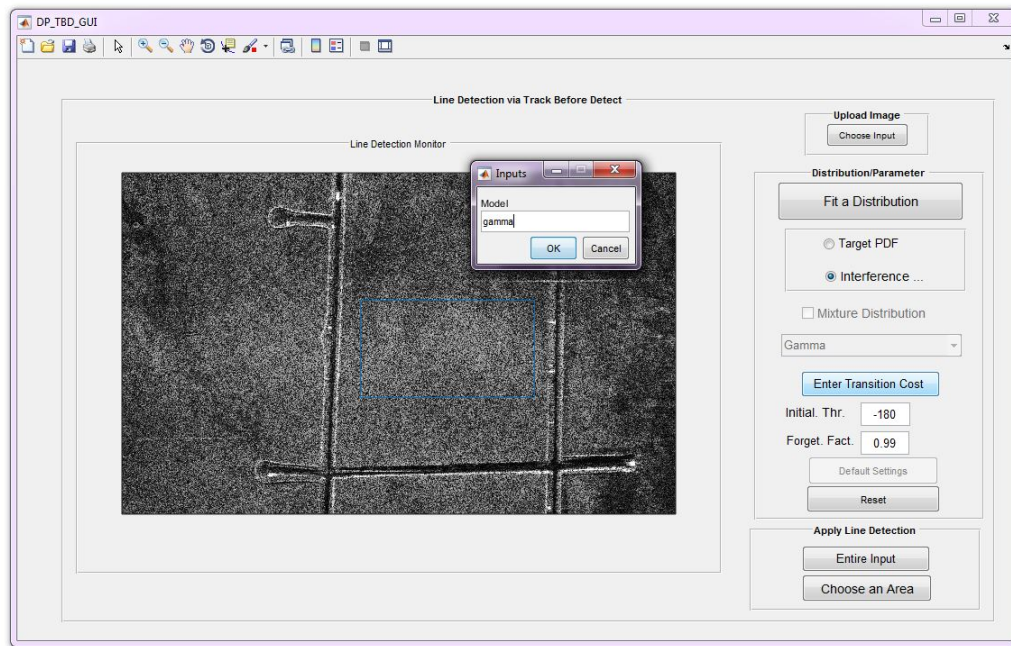 DP_TBD_GUI
Line Detection via Track Before Detect
Line Detection Monitor
Inputs
Model
gamma
OK
Cancel
Upload Image
Choose Input
Distribution/Parameter
Fit a Distribution
Target PDF
Interference ...
Mixture Distribution
Gamma
Enter Transition Cost
Initial. Thr.
-180
Forget. Fact.
0.99
Default Settings
Reset
Apply Line Detection
Entire Input
Choose an Area